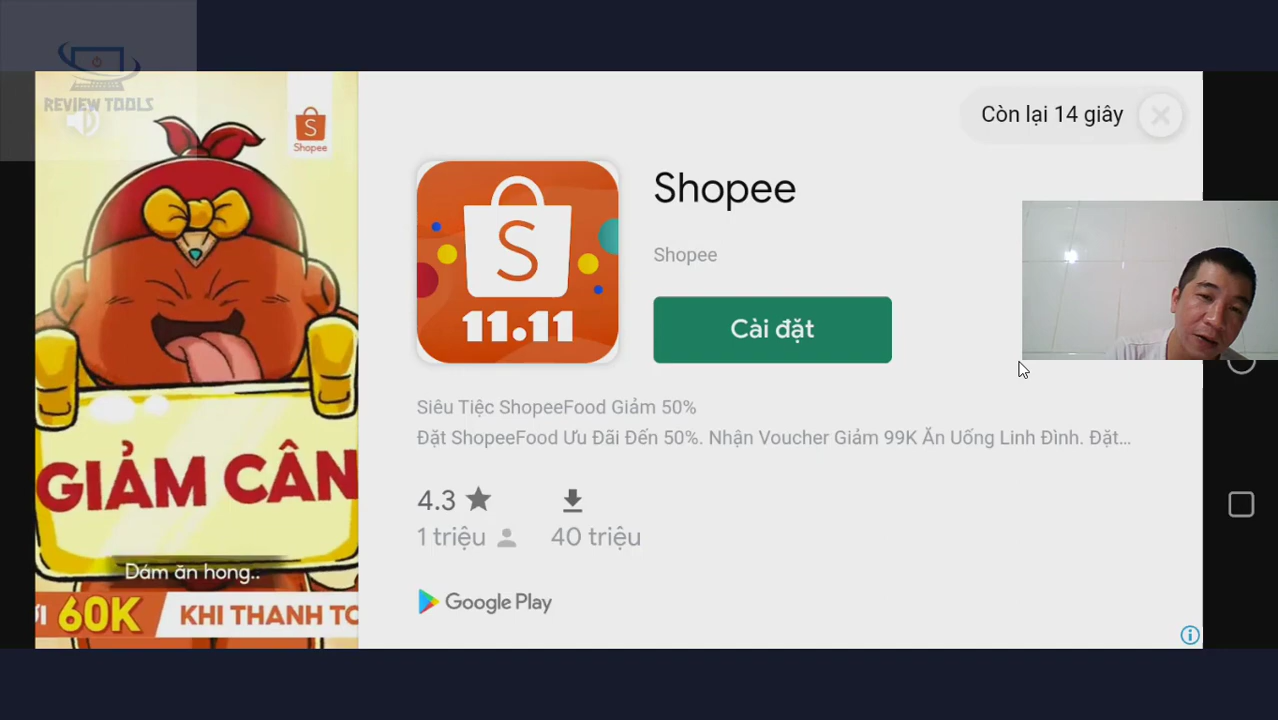 REVIEW TOOLS
Shopee
GIẢM CÂN
Dám ăn hong..
60K KHI THANH TO
Còn lại 14 giây
11.11
Shopee
Shopee
Cài đặt
Siêu Tiệc ShopeeFood Giảm 50%
Đặt ShopeeFood Ưu Đãi Đến 50%. Nhận Voucher Giảm 99K Ăn Uống Linh Đình. Đặt...
4.3
1 triệu 40 triệu
Google Play